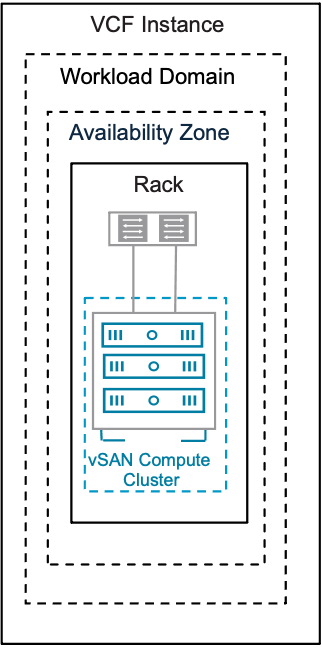 VCF Instance
Workload Domain
Availability Zone
Rack
vSAN Compute
Cluster